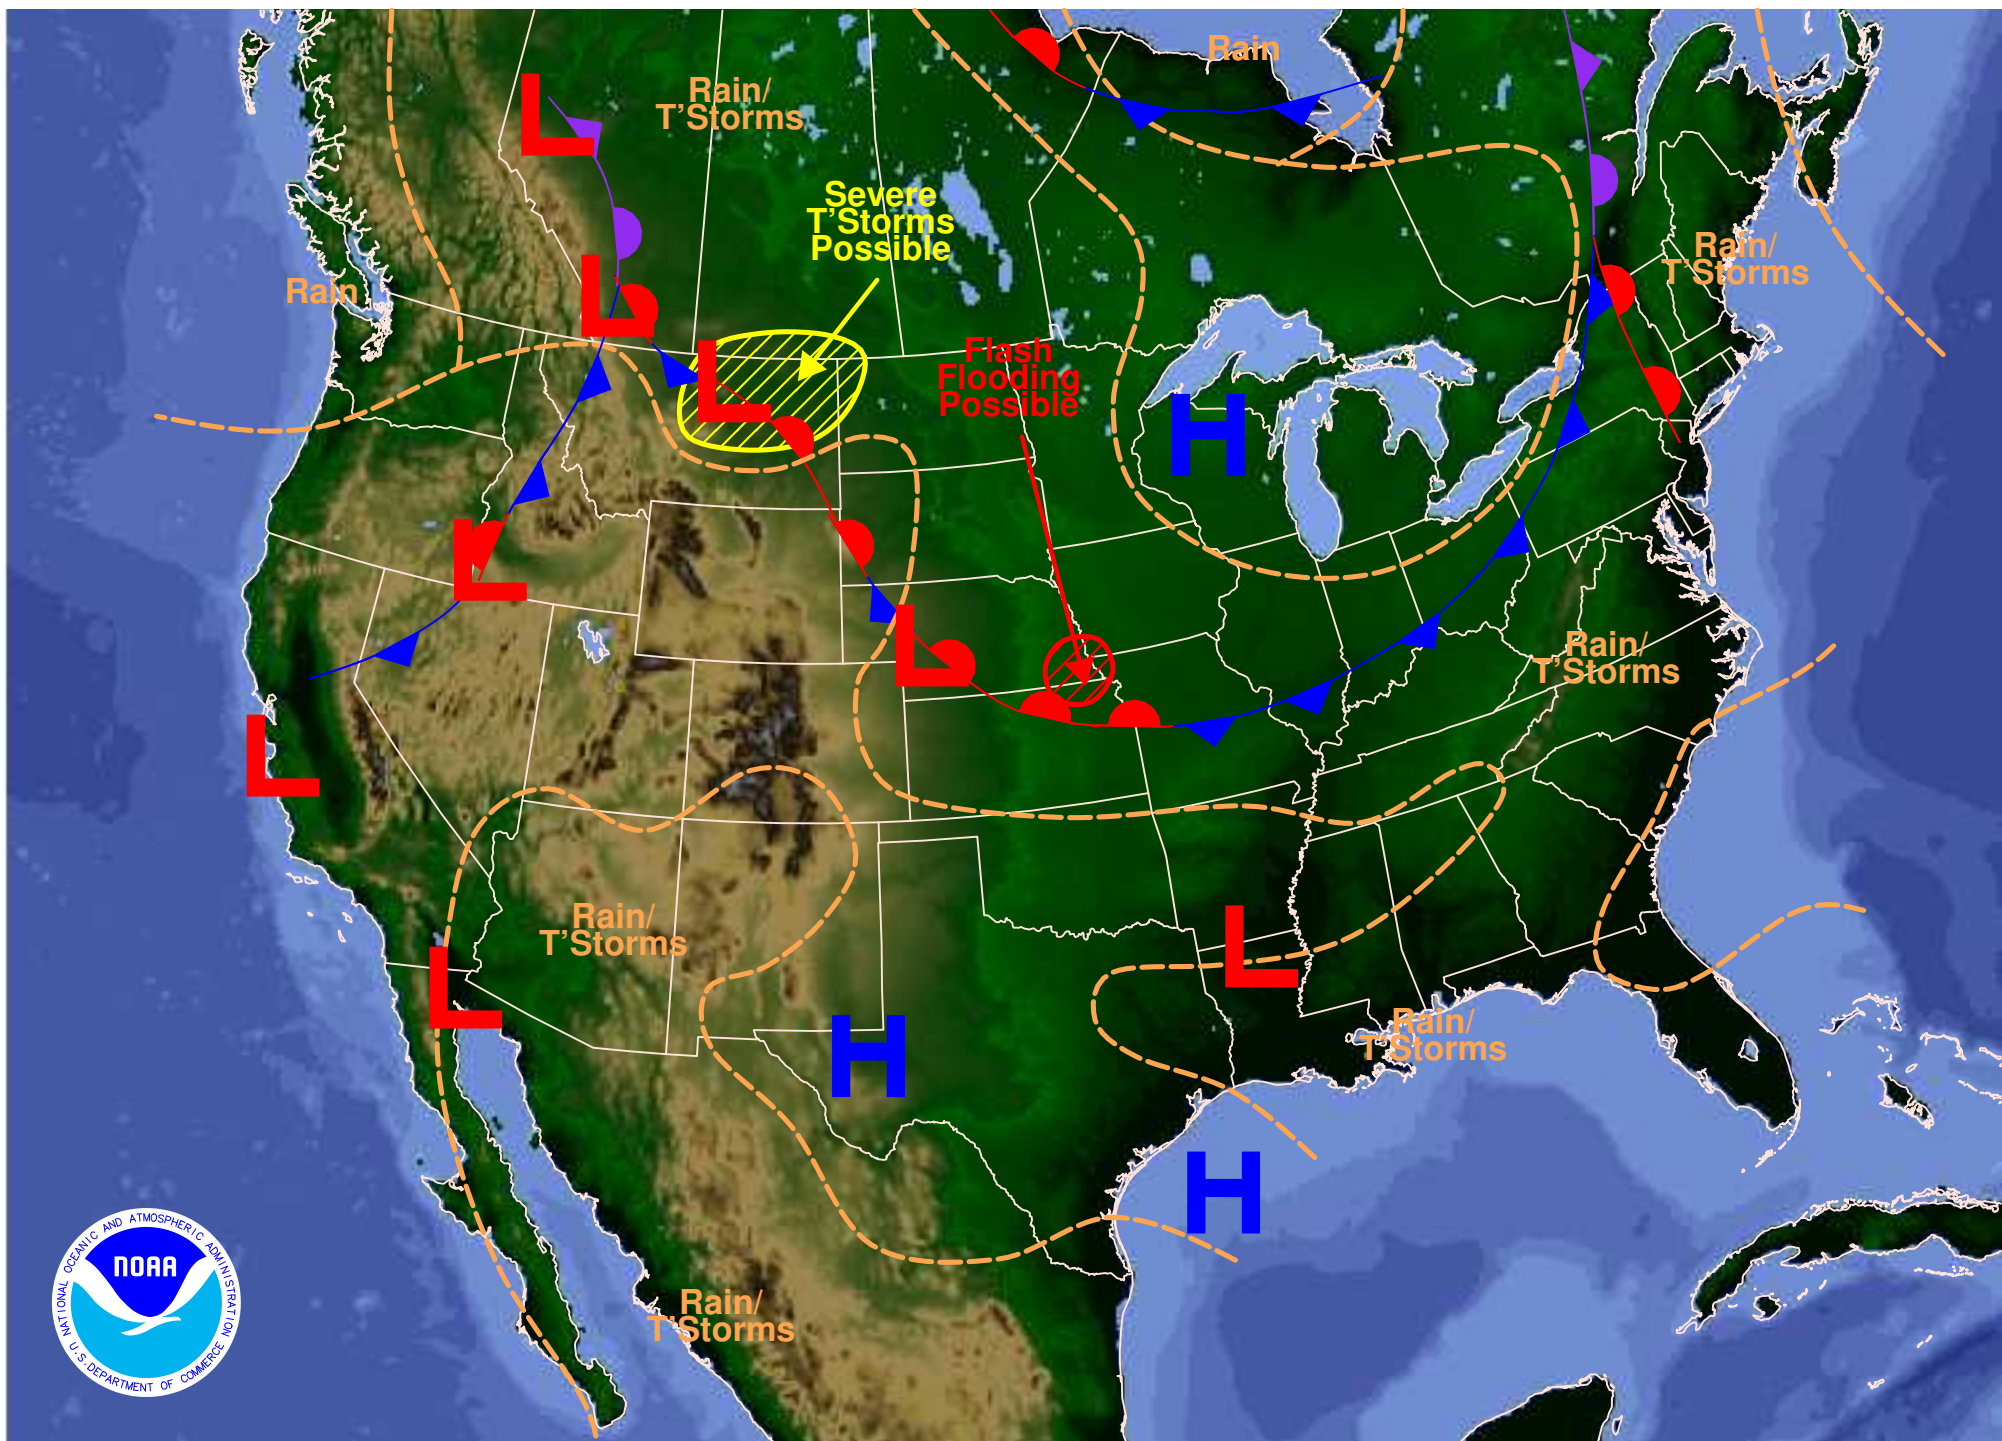 Rain
Rain/
T'Storms
Severe
T'Storms
Possible
Rain/
T'Storms
Rain
Flash
Flooding
Possible
Rain/
T'Storms
Rain/
T'Storms
Rain/
T'Storms
Rain/
T'Storms
L
L
L
L
L
L
L
L
H
H
H
NATIONAL OCEANIC AND ATMOSPHERIC ADMINISTRATION
NOAA
U.S. DEPARTMENT OF COMMERCE